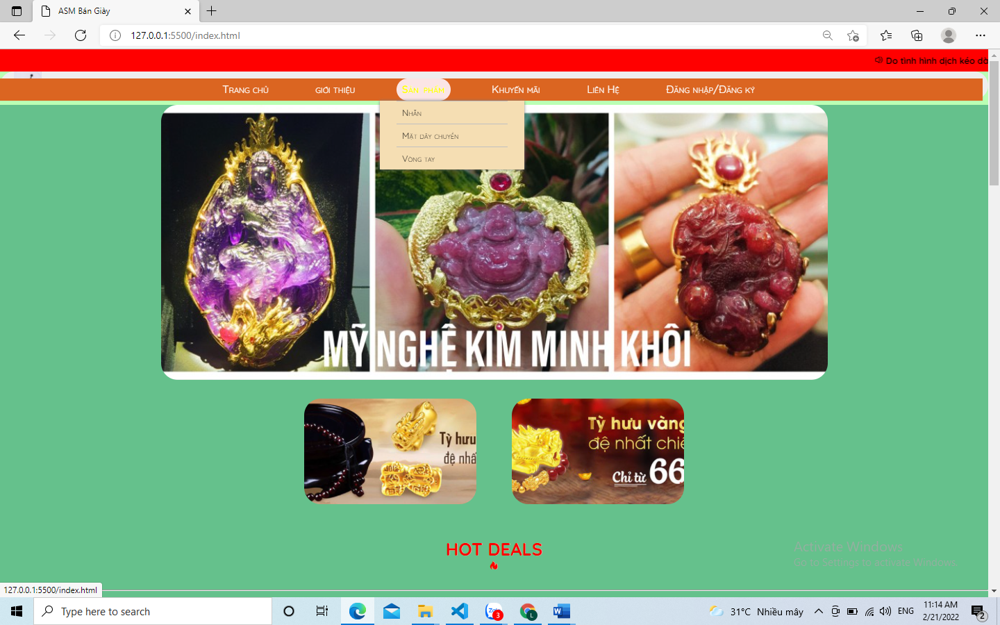 ASM Bán Giày
127.0.0.1:5500/index.html
Do tình hình dịch kéo dà
Trang chủ
giới thiệu
Sản phẩm
Khuyến mãi
Liên Hệ
Đăng nhập/Đăng ký
Nhẫn
Mặt dây chuyền
Vòng tay
MỸ NGHỆ KIM MINH KHÔI
Tỳ hưu
đệ nhấ
Tỳ hưu vàng
đệ nhất chiê
Chỉ từ 66
HOT DEALS
Activate Windows
Go to Settings to activate Windows.
127.0.0.1:5500/index.html
Type here to search
Zalo
3
L
31°C Nhiều mây
ENG
11:14 AM
2/21/2022
2